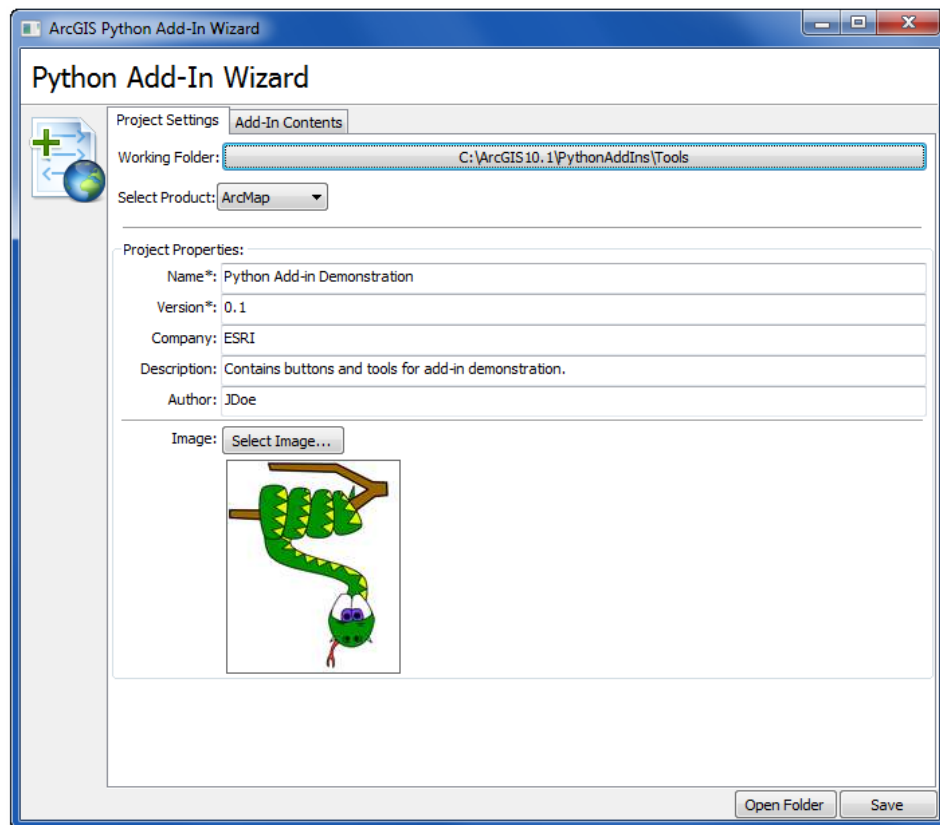 ArcGIS Python Add-In Wizard
Python Add-In Wizard
Project Settings Add-In Contents
Working Folder: C:\ArcGIS10.1\PythonAddIns\Tools
Select Product: ArcMap
Project Properties:
Name*: Python Add-in Demonstration
Version*: 0.1
Company: ESRI
Description: Contains buttons and tools for add-in demonstration.
Author: JDoe
Image: Select Image...
Open Folder Save